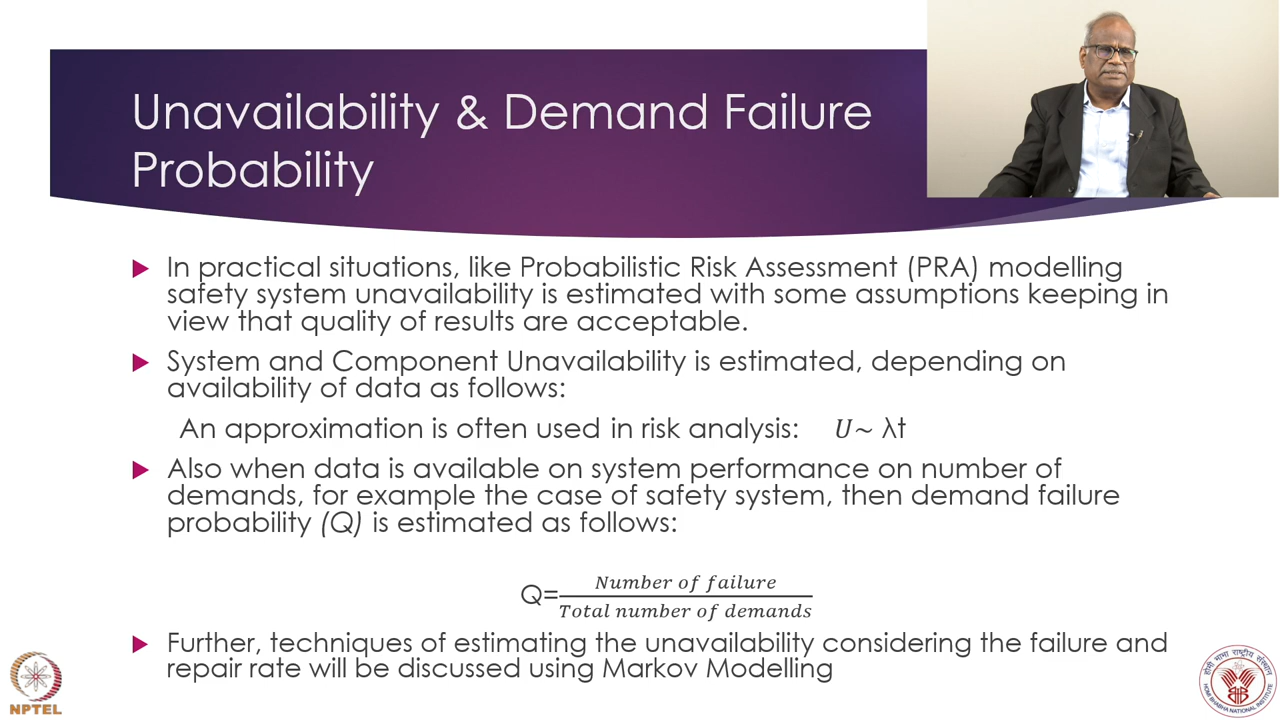 Unavailability & Demand Failure
Probability
In practical situations, like Probabilistic Risk Assessment (PRA) modelling
safety system unavailability is estimated with some assumptions keeping in
view that quality of results are acceptable.
System and Component Unavailability is estimated, depending on
availability of data as follows:
An approximation is often used in risk analysis: U~ λt
Also when data is available on system performance on number of
demands, for example the case of safety system, then demand failure
probability (Q) is estimated as follows:
Q= Number of failure
Total number of demands
Further, techniques of estimating the unavailability considering the failure and
repair rate will be discussed using Markov Modelling
NPTEL
होमी भाभा राष्ट्रीय संस्थान
HOMI BHABHA NATIONAL INSTITUTE